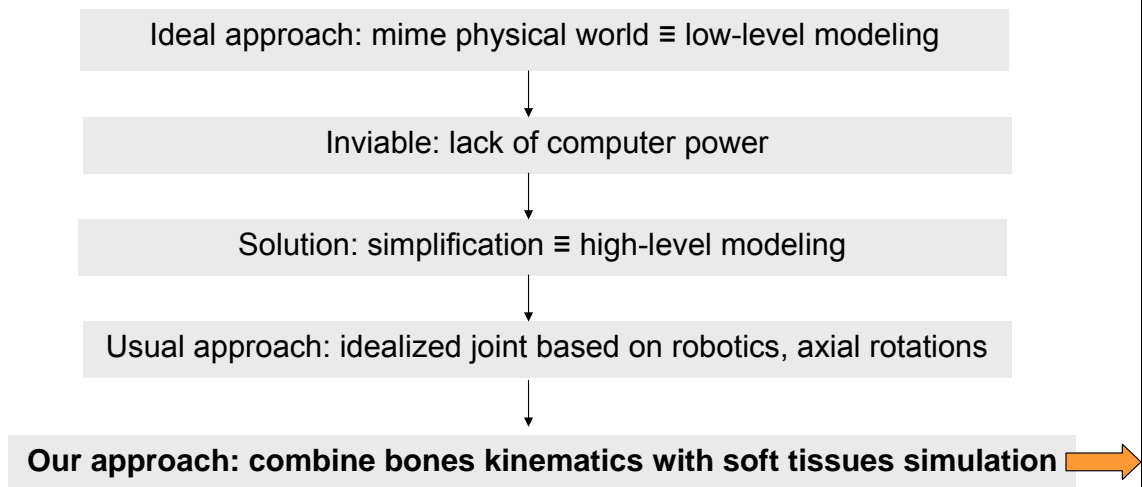 Ideal approach: mime physical world ≡ low-level modeling
Inviable: lack of computer power
Solution: simplification ≡ high-level modeling
Usual approach: idealized joint based on robotics, axial rotations
Our approach: combine bones kinematics with soft tissues simulation